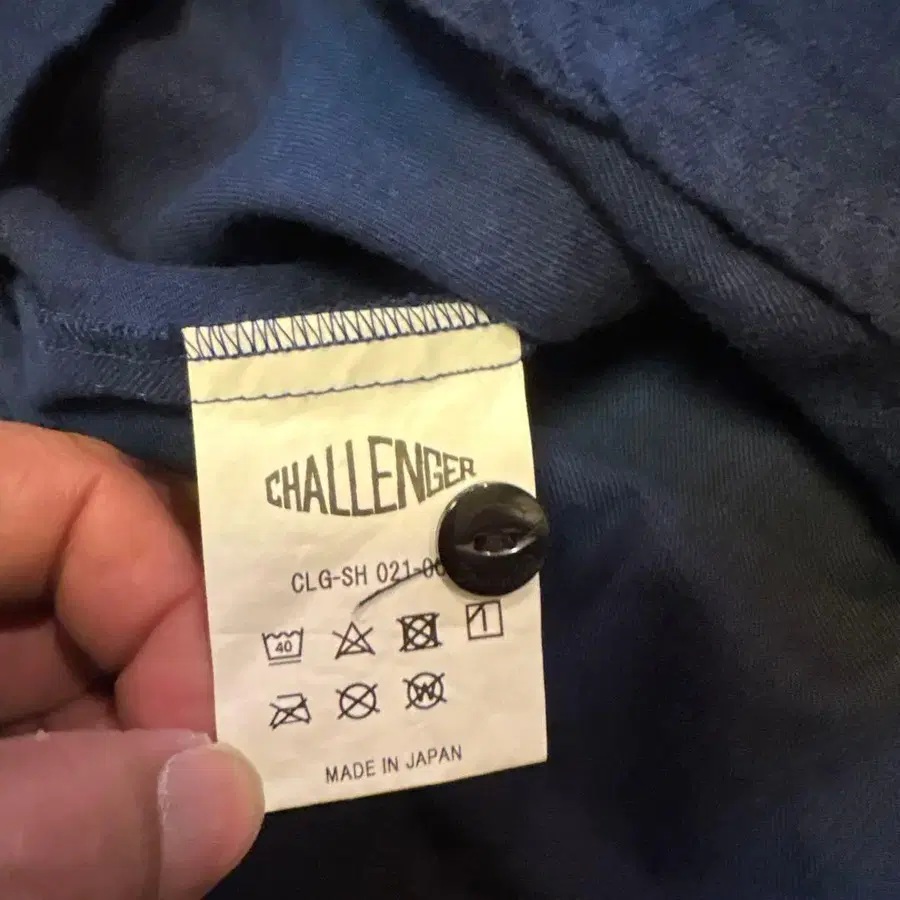 CHALLENGER
CLG-SH 021-00
40
W
MADE IN JAPAN